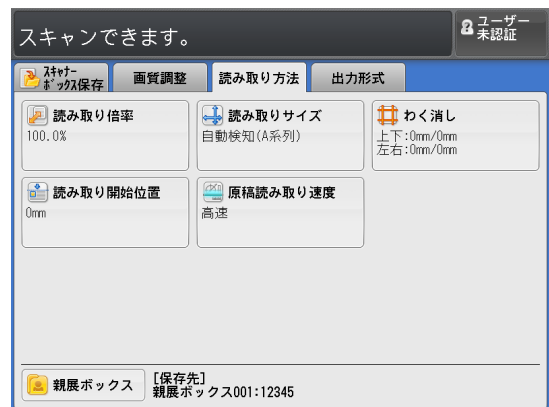 スキャンできます。
ユーザー
未認証
スキャナー
ボックス保存
画質調整
読み取り方法
出力形式
読み取り倍率
100.0%
読み取りサイズ
自動検知(A系列)
わく消し
上下:0mm/0mm
左右:0mm/0mm
読み取り開始位置
0mm
原稿読み取り速度
高速
親展ボックス
[保存先]
親展ボックス001:12345